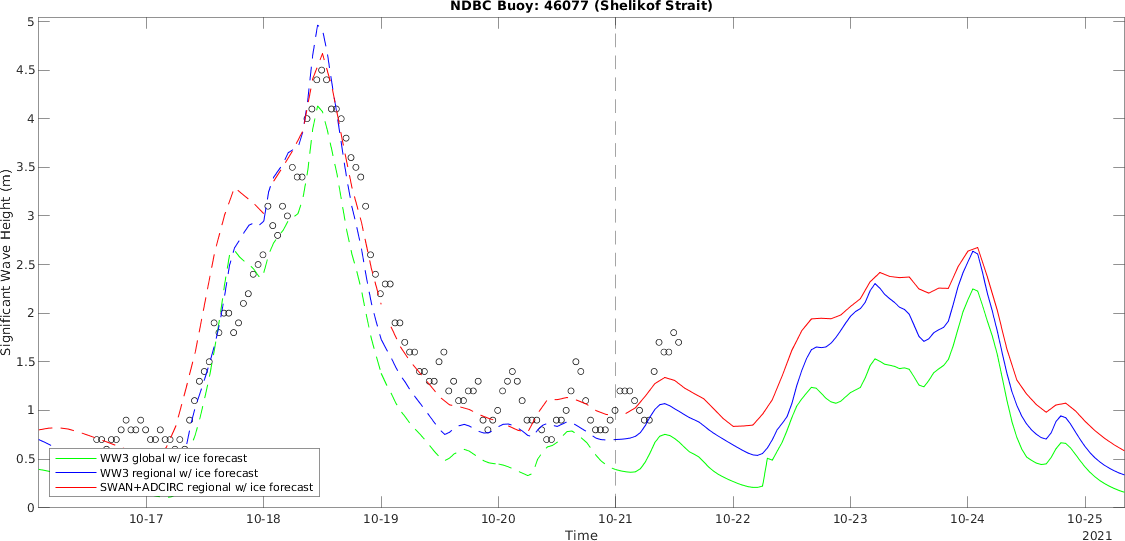 NDBC Buoy: 46077 (Shelikof Strait)
Significant Wave Height (m)
5
4.5
4
3.5
3
2.5
2
1.5
1
0.5
0
WW3 global w/ ice forecast
WW3 regional w/ ice forecast
SWAN+ADCIRC regional w/ ice forecast
10-17 10-18 10-19 10-20 10-21 10-22 10-23 10-24 10-25
Time
2021